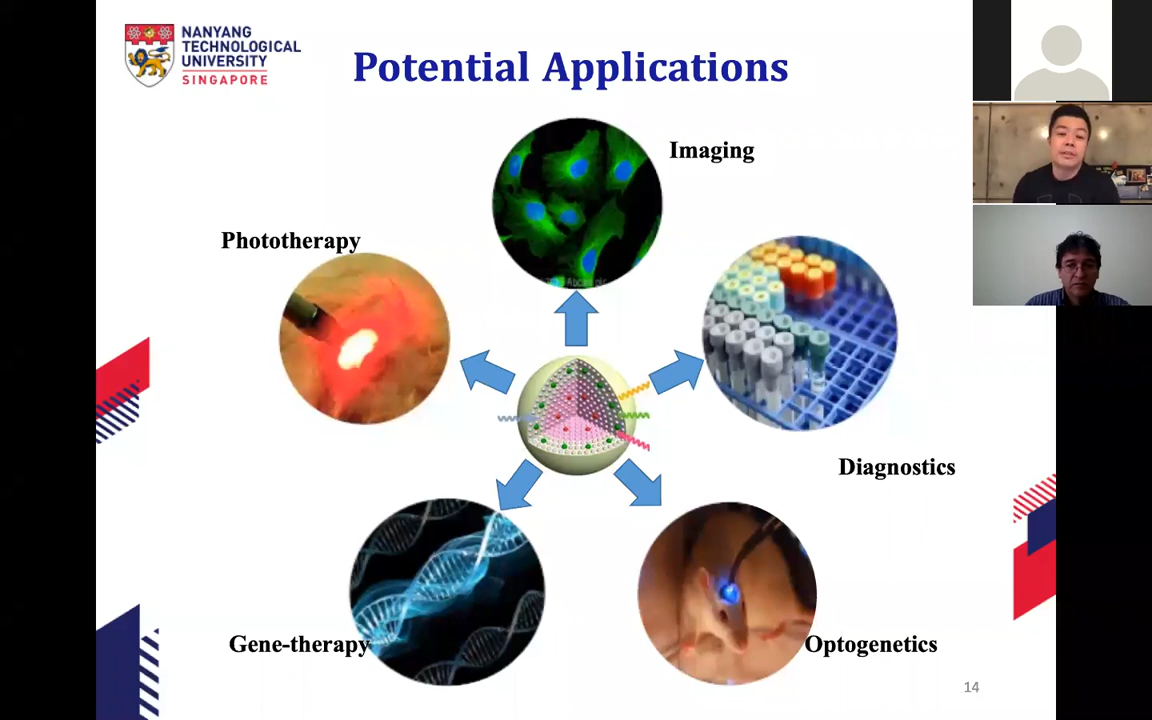 NANYANG
TECHNOLOGICAL
UNIVERSITY
SINGAPORE
Potential Applications
Imaging
Phototherapy
Diagnostics
Gene-therapy
Optogenetics
14